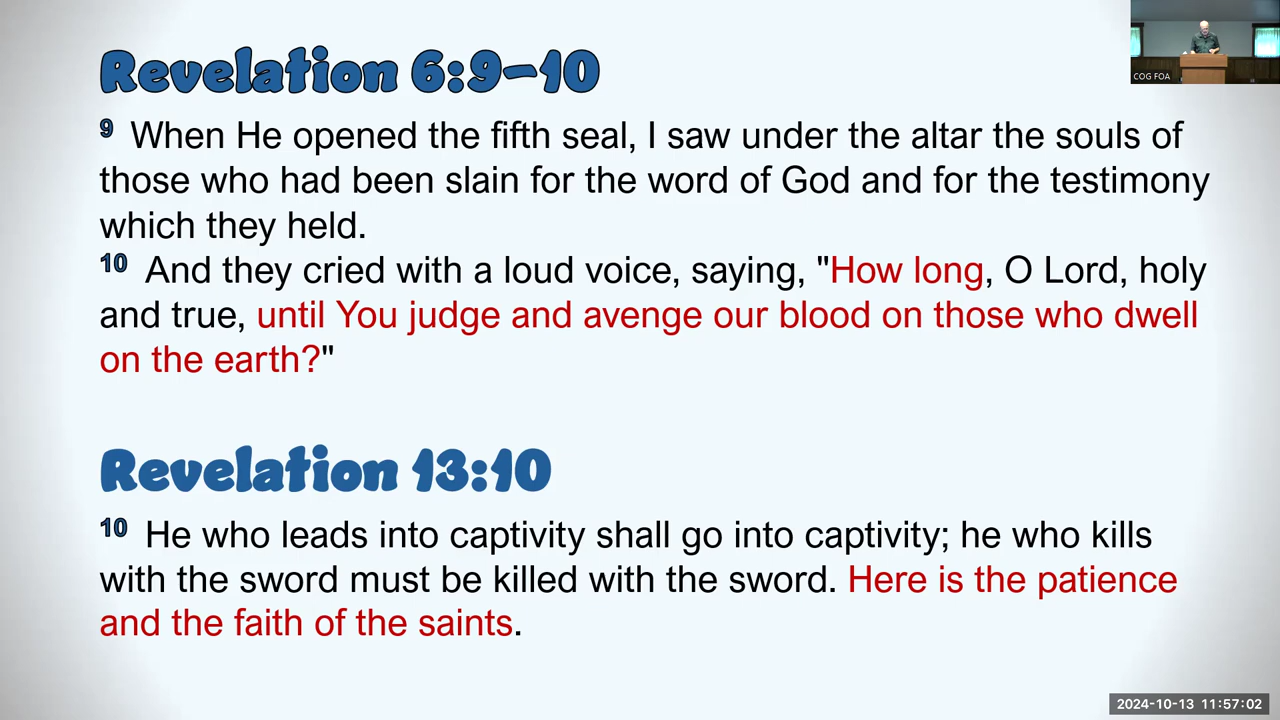 Revelation 6:9–10
COG FOA
9 When He opened the fifth seal, I saw under the altar the souls of
those who had been slain for the word of God and for the testimony
which they held.
10 And they cried with a loud voice, saying, "How long, O Lord, holy
and true, until You judge and avenge our blood on those who dwell
on the earth?"
Revelation 13:10
10 He who leads into captivity shall go into captivity; he who kills
with the sword must be killed with the sword. Here is the patience
and the faith of the saints.
2024-10-13 11:57:02